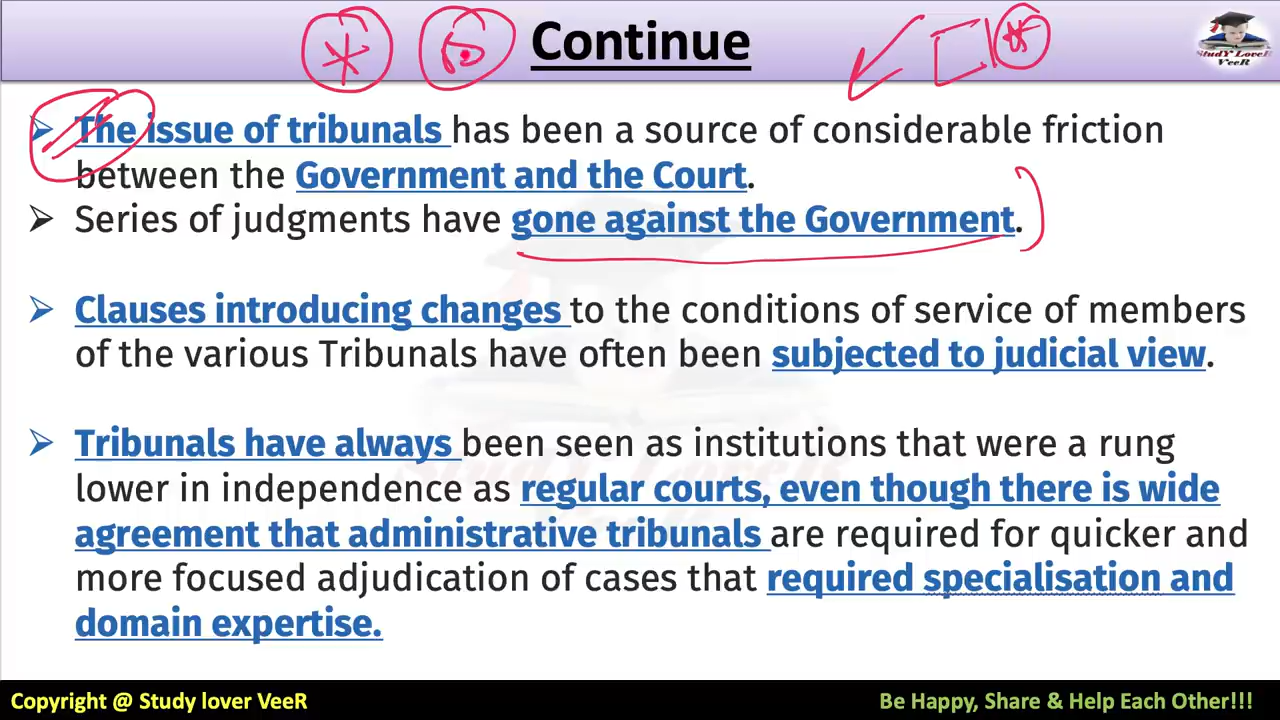 Continue
StudY LoveR
VeeR
➢ The issue of tribunals has been a source of considerable friction
between the Government and the Court.
➢ Series of judgments have gone against the Government.
➢ Clauses introducing changes to the conditions of service of members
of the various Tribunals have often been subjected to judicial view.
➢ Tribunals have always been seen as institutions that were a rung
lower in independence as regular courts, even though there is wide
agreement that administrative tribunals are required for quicker and
more focused adjudication of cases that required specialisation and
domain expertise.
Copyright @ Study lover VeeR
Be Happy, Share & Help Each Other!!!